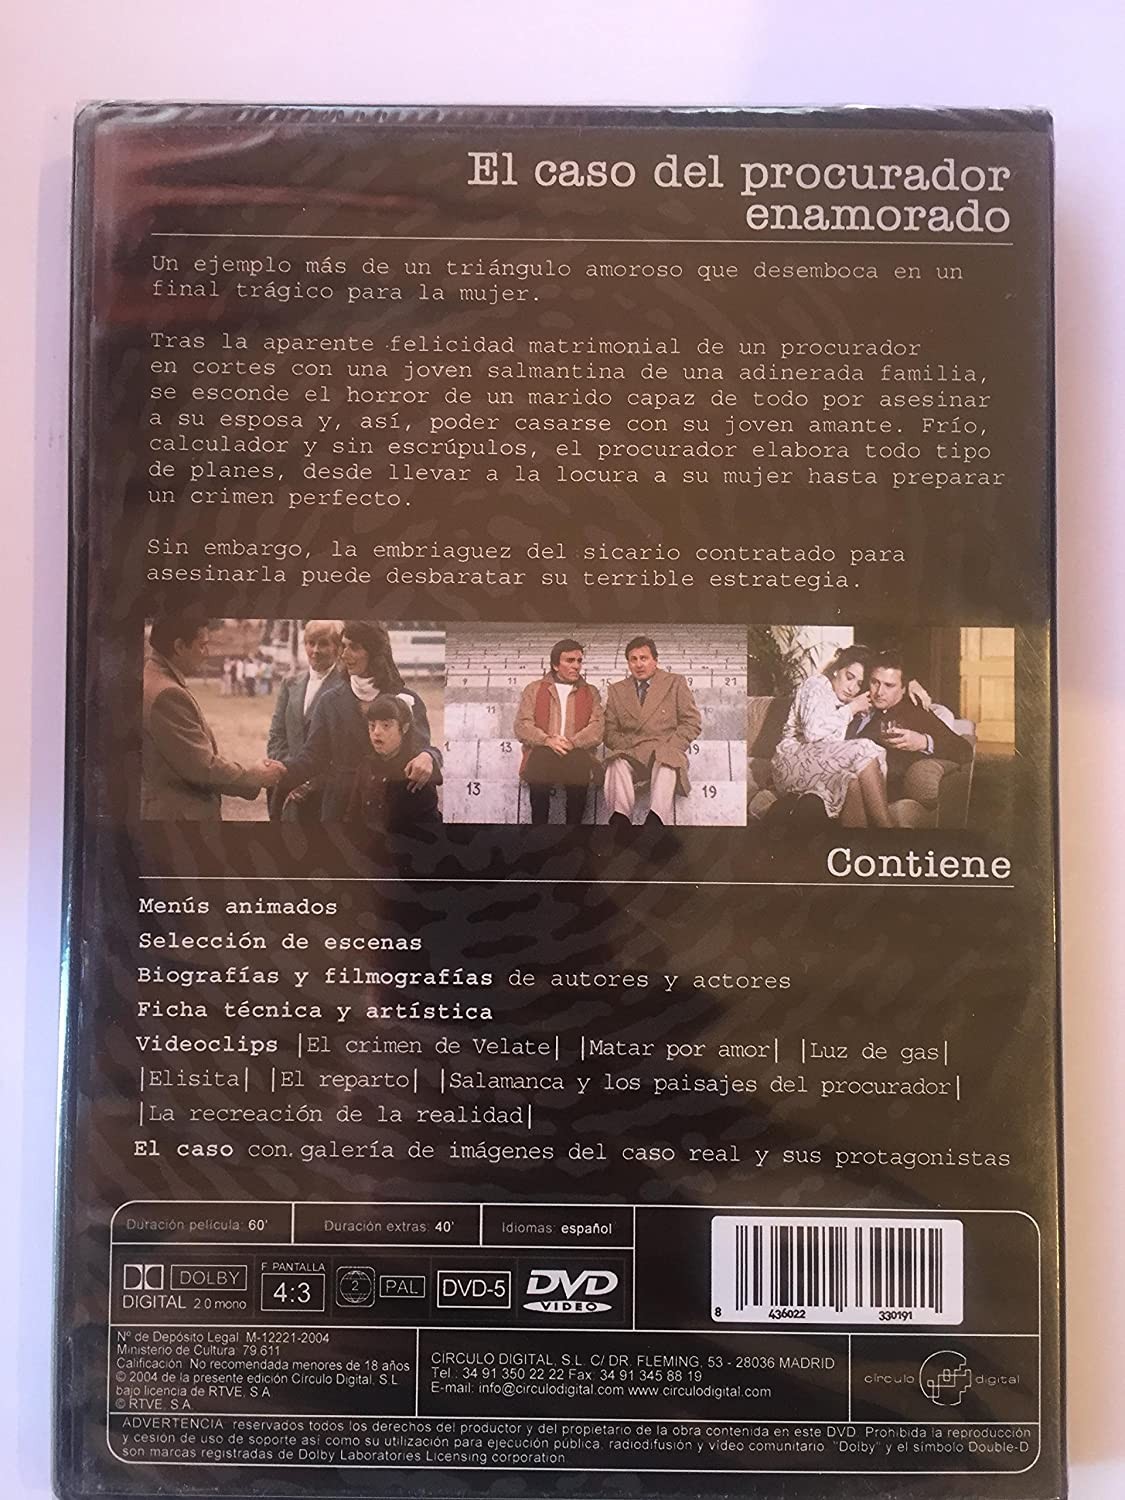 El caso del procurador
enamorado
Un ejemplo más de un triángulo amoroso que desemboca en un
final trágico para la mujer.
Tras la aparente felicidad matrimonial de un procurador
en cortes con una joven salmantina de una adinerada familia,
se esconde el horror de un marido capaz de todo por asesinar
a su esposa y, así, poder casarse con su joven amante. Frío,
calculador y sin escrúpulos, el procurador elabora todo tipo
de planes, desde llevar a la locura a su mujer hasta preparar
un crimen perfecto.
Sin embargo, la embriaguez del sicario contratado para
asesinarla puede desbaratar su terrible estrategia.
9 11 15 19 21
11
1 13 19
13 19
Contiene
Menús animados
Selección de escenas
Biografías y filmografías de autores y actores
Ficha técnica y artística
Videoclips |El crimen de Velate| |Matar por amor| |Luz de gas|
|Elisita| |El reparto| |Salamanca y los paisajes del procurador|
|La recreación de la realidad|
El caso con galería de imágenes del caso real y sus protagonistas
Duración película: 60' Duración extras: 40' Idiomas: español
DOLBY
DIGITAL 2.0 mono
F. PANTALLA
4:3
2
PAL
DVD-5
DVD
VIDEO
8 436022 330191
Nº de Depósito Legal: M-12221-2004
Ministerio de Cultura: 79.611
Calificación: No recomendada menores de 18 años
© 2004 de la presente edición Círculo Digital, S.L.
bajo licencia de RTVE, S.A.
© RTVE, S.A.
CIRCULO DIGITAL, S.L. C/ DR. FLEMING, 53 - 28036 MADRID
Tel.: 34 91 350 22 22 Fax: 34 91 345 88 19
E-mail: info@circulodigital.com www.circulodigital.com
círculo digital
ADVERTENCIA: reservados todos los derechos del productor y del propietario de la obra contenida en este DVD. Prohibida la reproducción
y cesión de uso de soporte así como su utilización para ejecución pública, radiodifusión y vídeo comunitario. "Dolby" y el símbolo Double-D
son marcas registradas de Dolby Laboratories Licensing corporation.